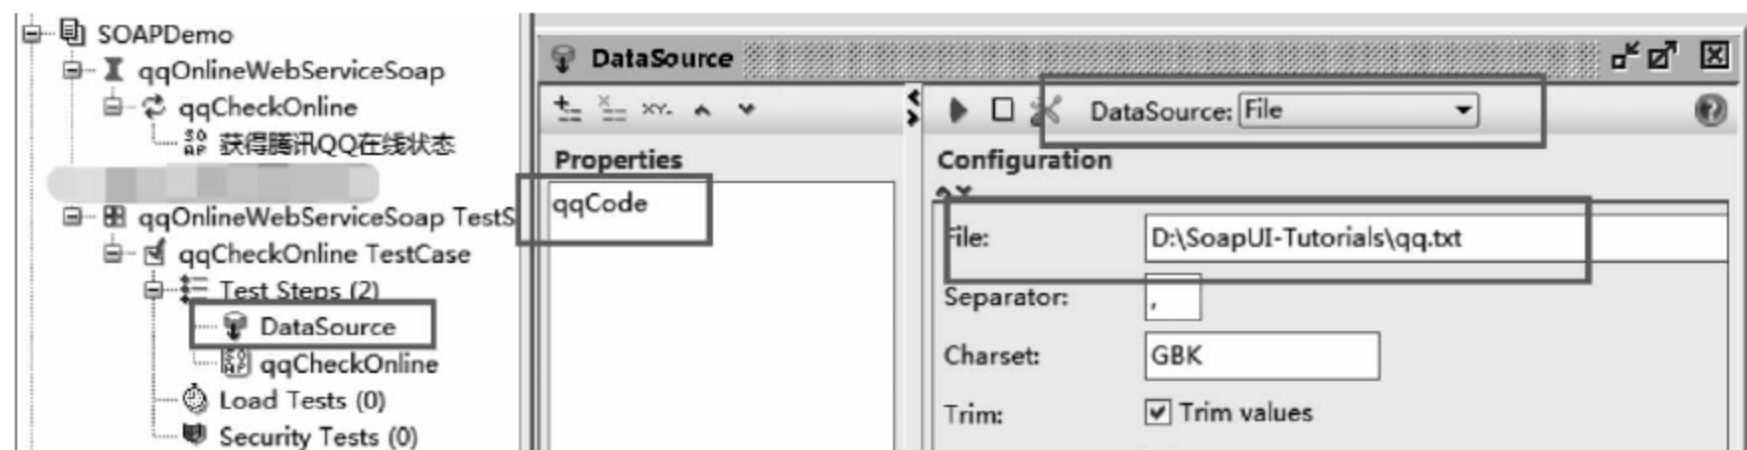 SOAPDemo
qqOnlineWebServiceSoap
qqCheckOnline
获得腾讯QQ在线状态
qqOnlineWebServiceSoap TestS
qqCheckOnline TestCase
Test Steps (2)
DataSource
qqCheckOnline
Load Tests (0)
Security Tests (0)
DataSource
DataSource: File
Properties
qqCode
Configuration
File: D:\SoapUI-Tutorials\qq.txt
Separator: ,
Charset: GBK
Trim: Trim values